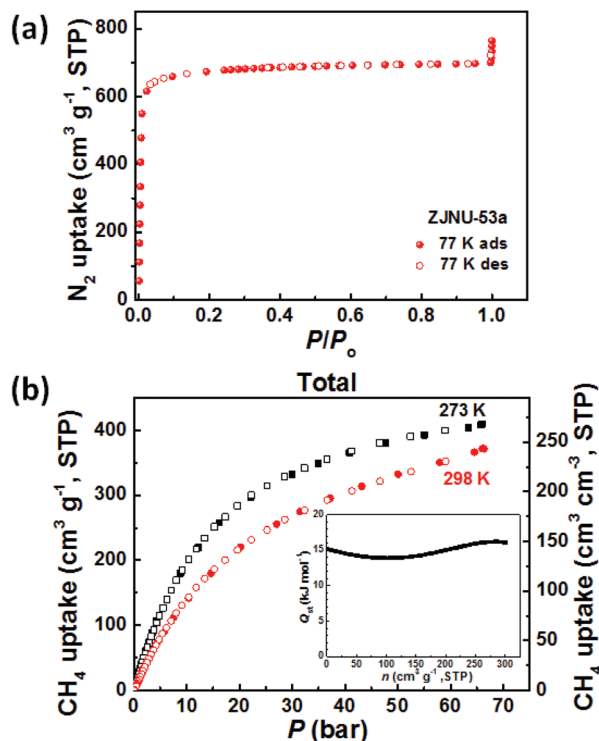 (a)
800
600
400
200
0
N₂ uptake (cm³ g⁻¹, STP)
ZJNU-53a
77 K ads
77 K des
0.0 0.2 0.4 0.6 0.8 1.0
P/Pₒ
(b)
Total
400
300
200
100
0
CH₄ uptake (cm³ g⁻¹, STP)
273 K
298 K
250
200
150
100
50
0
CH₄ uptake (cm³ cm⁻³, STP)
20
15
10
5
0
Qst (kJ mol⁻¹)
0 100 200 300
n (cm³ g⁻¹ ,STP)
0 10 20 30 40 50 60 70
P (bar)